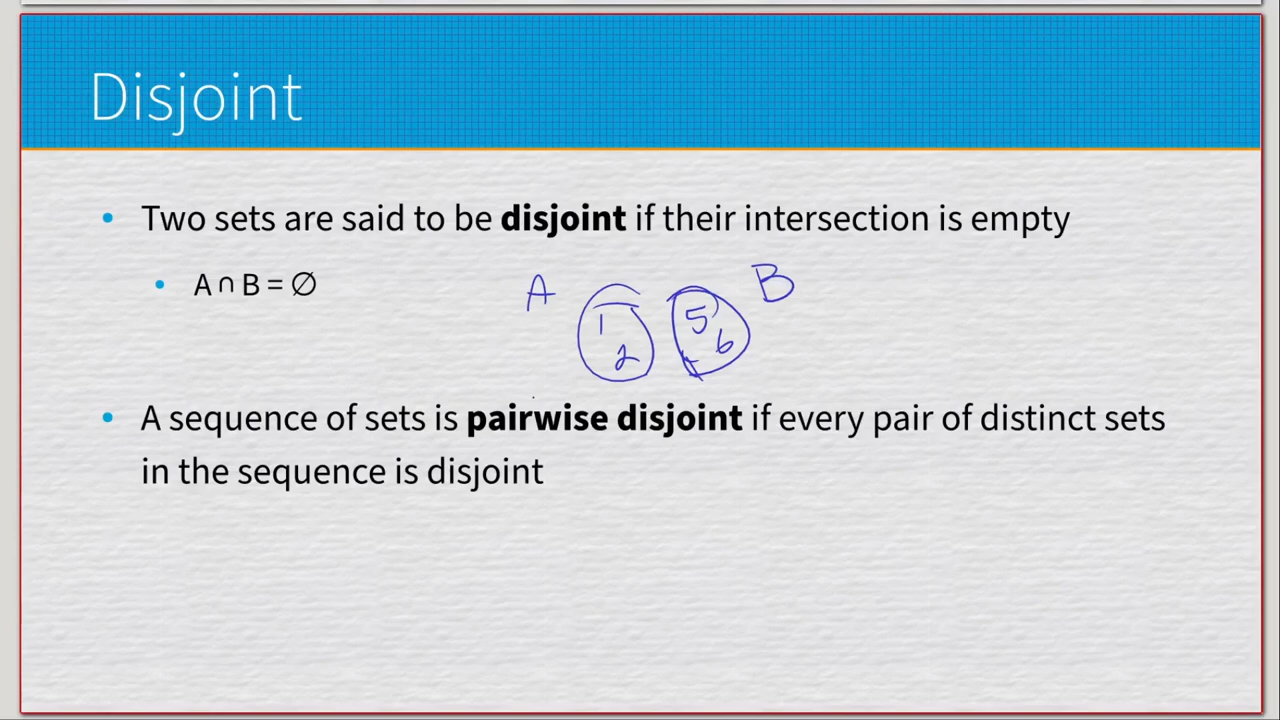 Disjoint
• Two sets are said to be disjoint if their intersection is empty
• A ∩ B = ∅
A B
1 5
2 6
• A sequence of sets is pairwise disjoint if every pair of distinct sets
in the sequence is disjoint